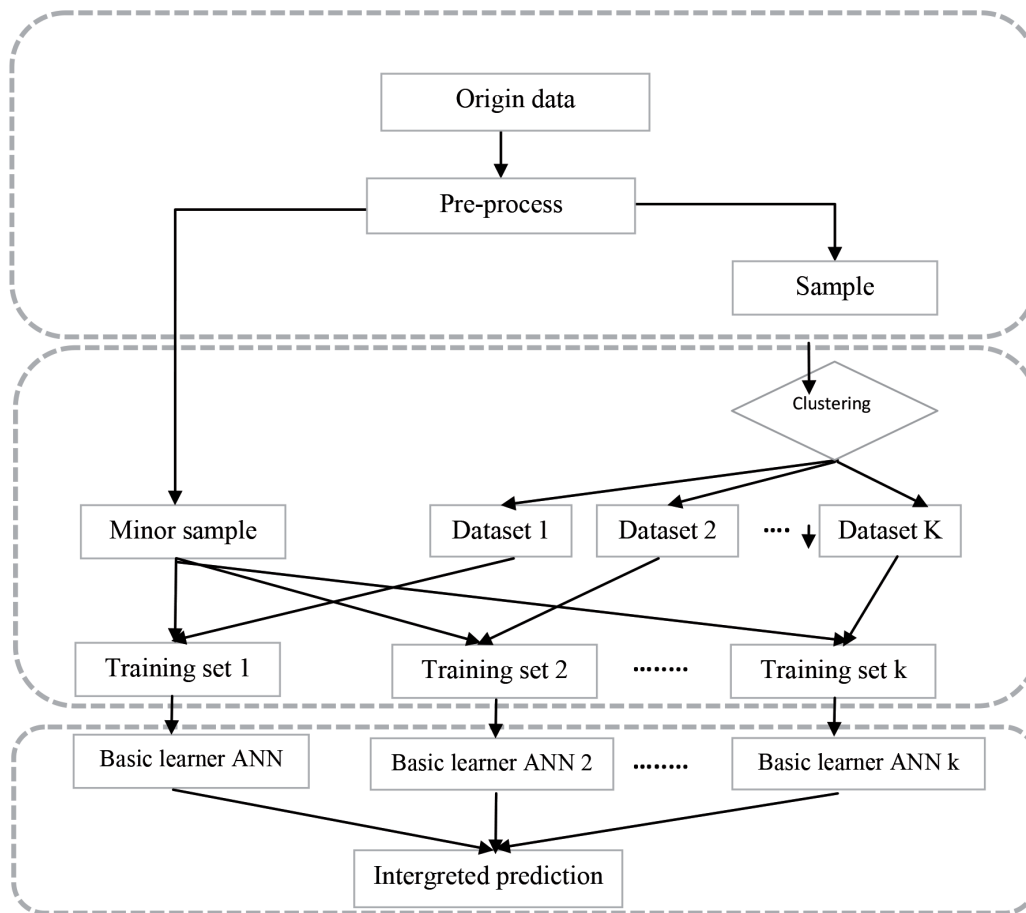 Origin data
Pre-process
Sample
Clustering
Minor sample
Dataset 1
Dataset 2
....
Dataset K
Training set 1
Training set 2
........
Training set k
Basic learner ANN
Basic learner ANN 2
........
Basic learner ANN k
Intergreted prediction